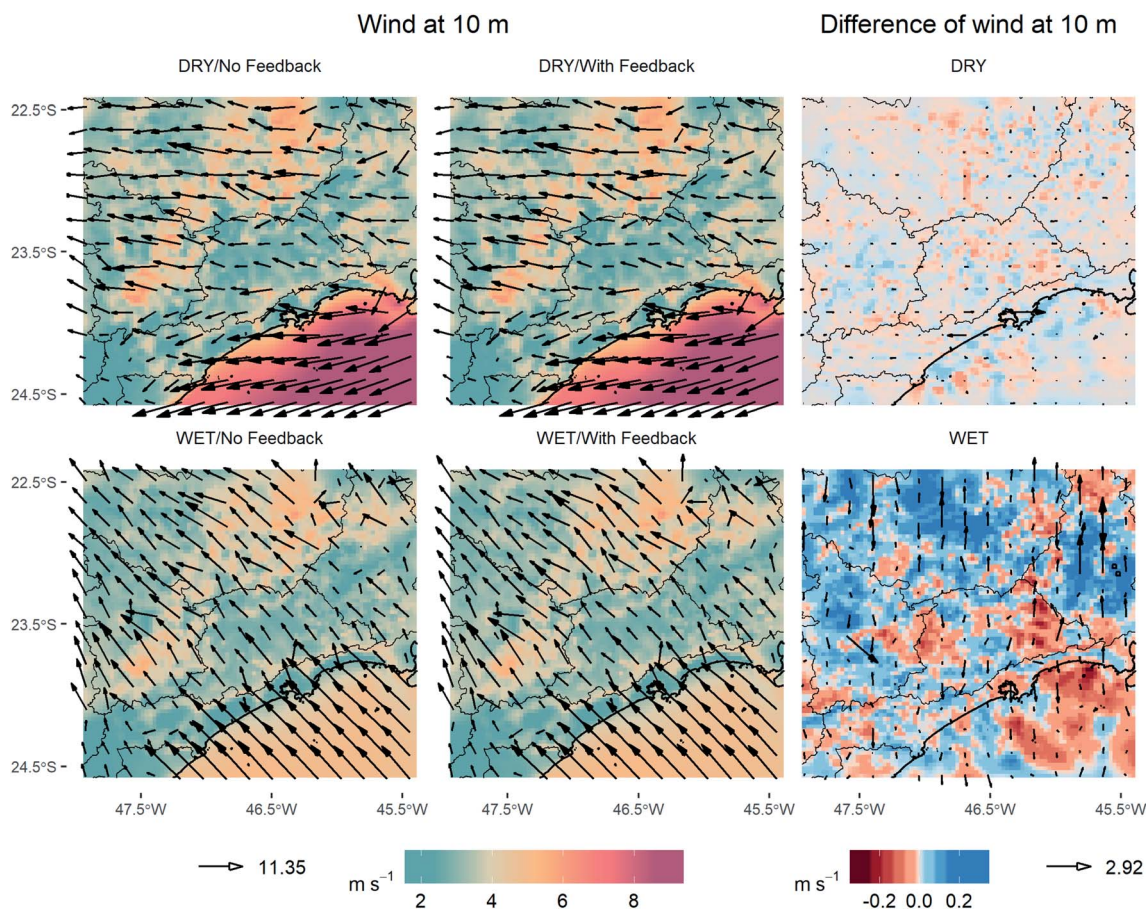 Wind at 10 m
Difference of wind at 10 m
DRY/No Feedback
DRY/With Feedback
DRY
22.5°S
23.5°S
24.5°S
WET/No Feedback
WET/With Feedback
WET
22.5°S
23.5°S
24.5°S
47.5°W 46.5°W 45.5°W
47.5°W 46.5°W 45.5°W
47.5°W 46.5°W 45.5°W
11.35
m s⁻¹
2 4 6 8
m s⁻¹
-0.2 0.0 0.2
2.92